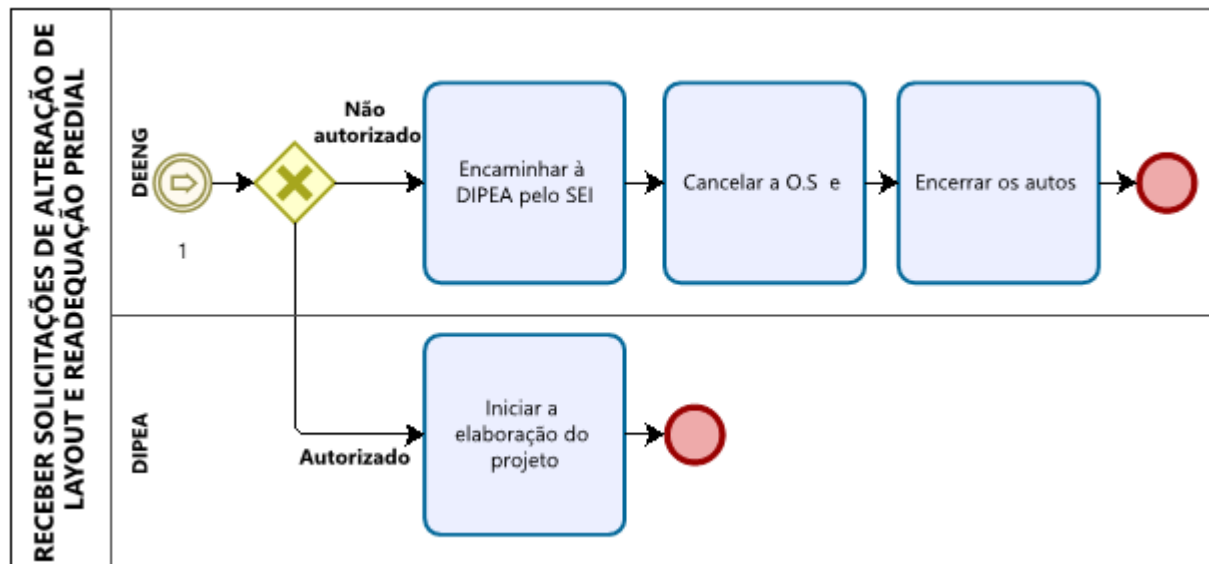 RECEBER SOLICITAÇÕES DE ALTERAÇÃO DE
LAYOUT E READEQUAÇÃO PREDIAL
DEENG
1
Não
autorizado
Encaminhar à
DIPEA pelo SEI
Cancelar a O.S e
Encerrar os autos
DIPEA
Autorizado
Iniciar a
elaboração do
projeto